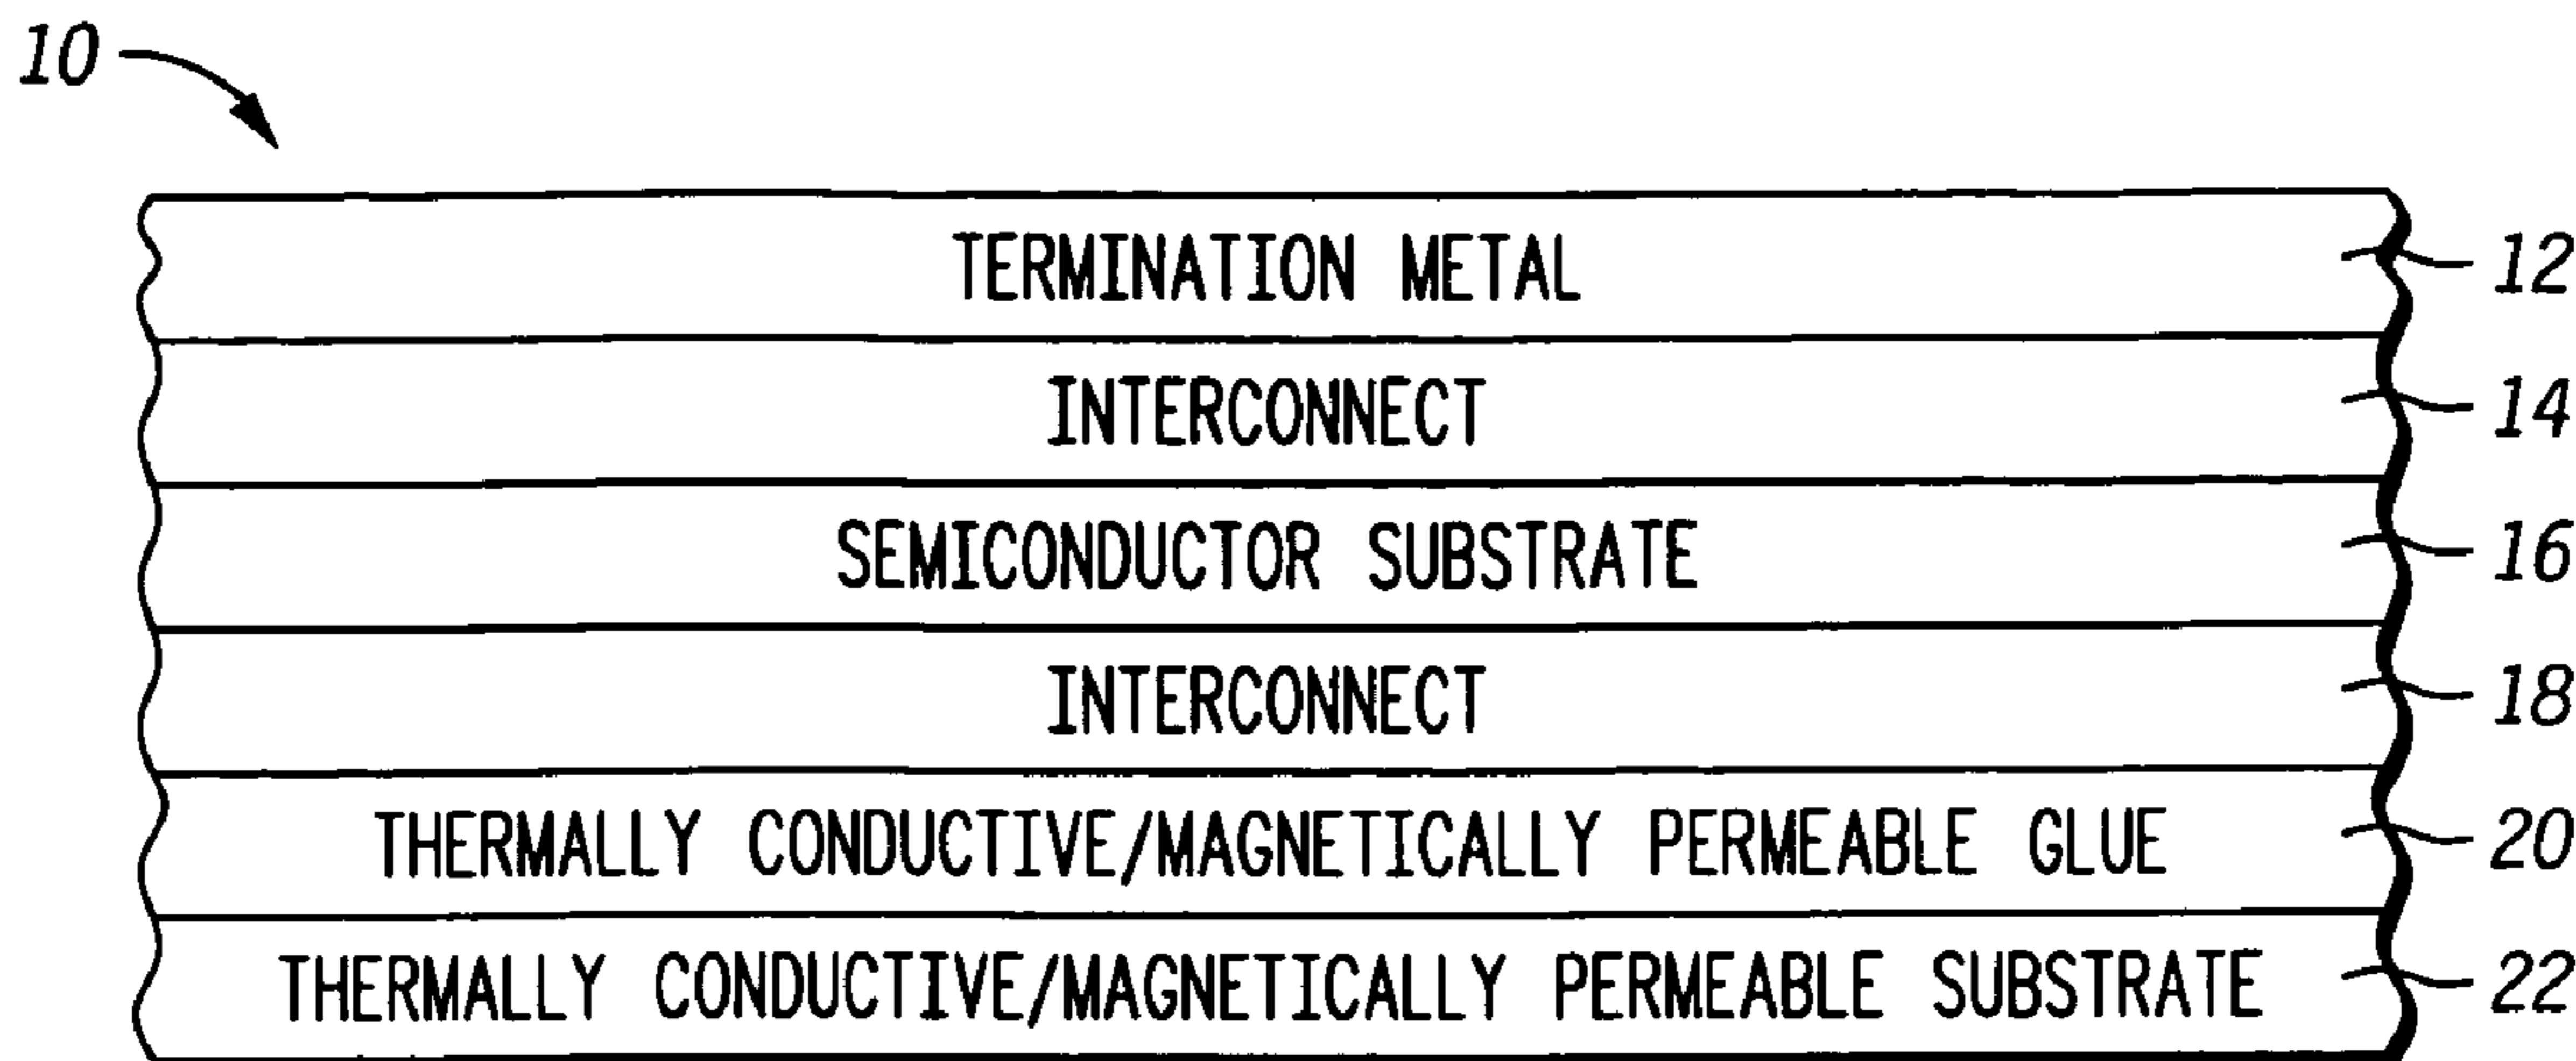 10
TERMINATION METAL 12
INTERCONNECT 14
SEMICONDUCTOR SUBSTRATE 16
INTERCONNECT 18
THERMALLY CONDUCTIVE/MAGNETICALLY PERMEABLE GLUE 20
THERMALLY CONDUCTIVE/MAGNETICALLY PERMEABLE SUBSTRATE 22